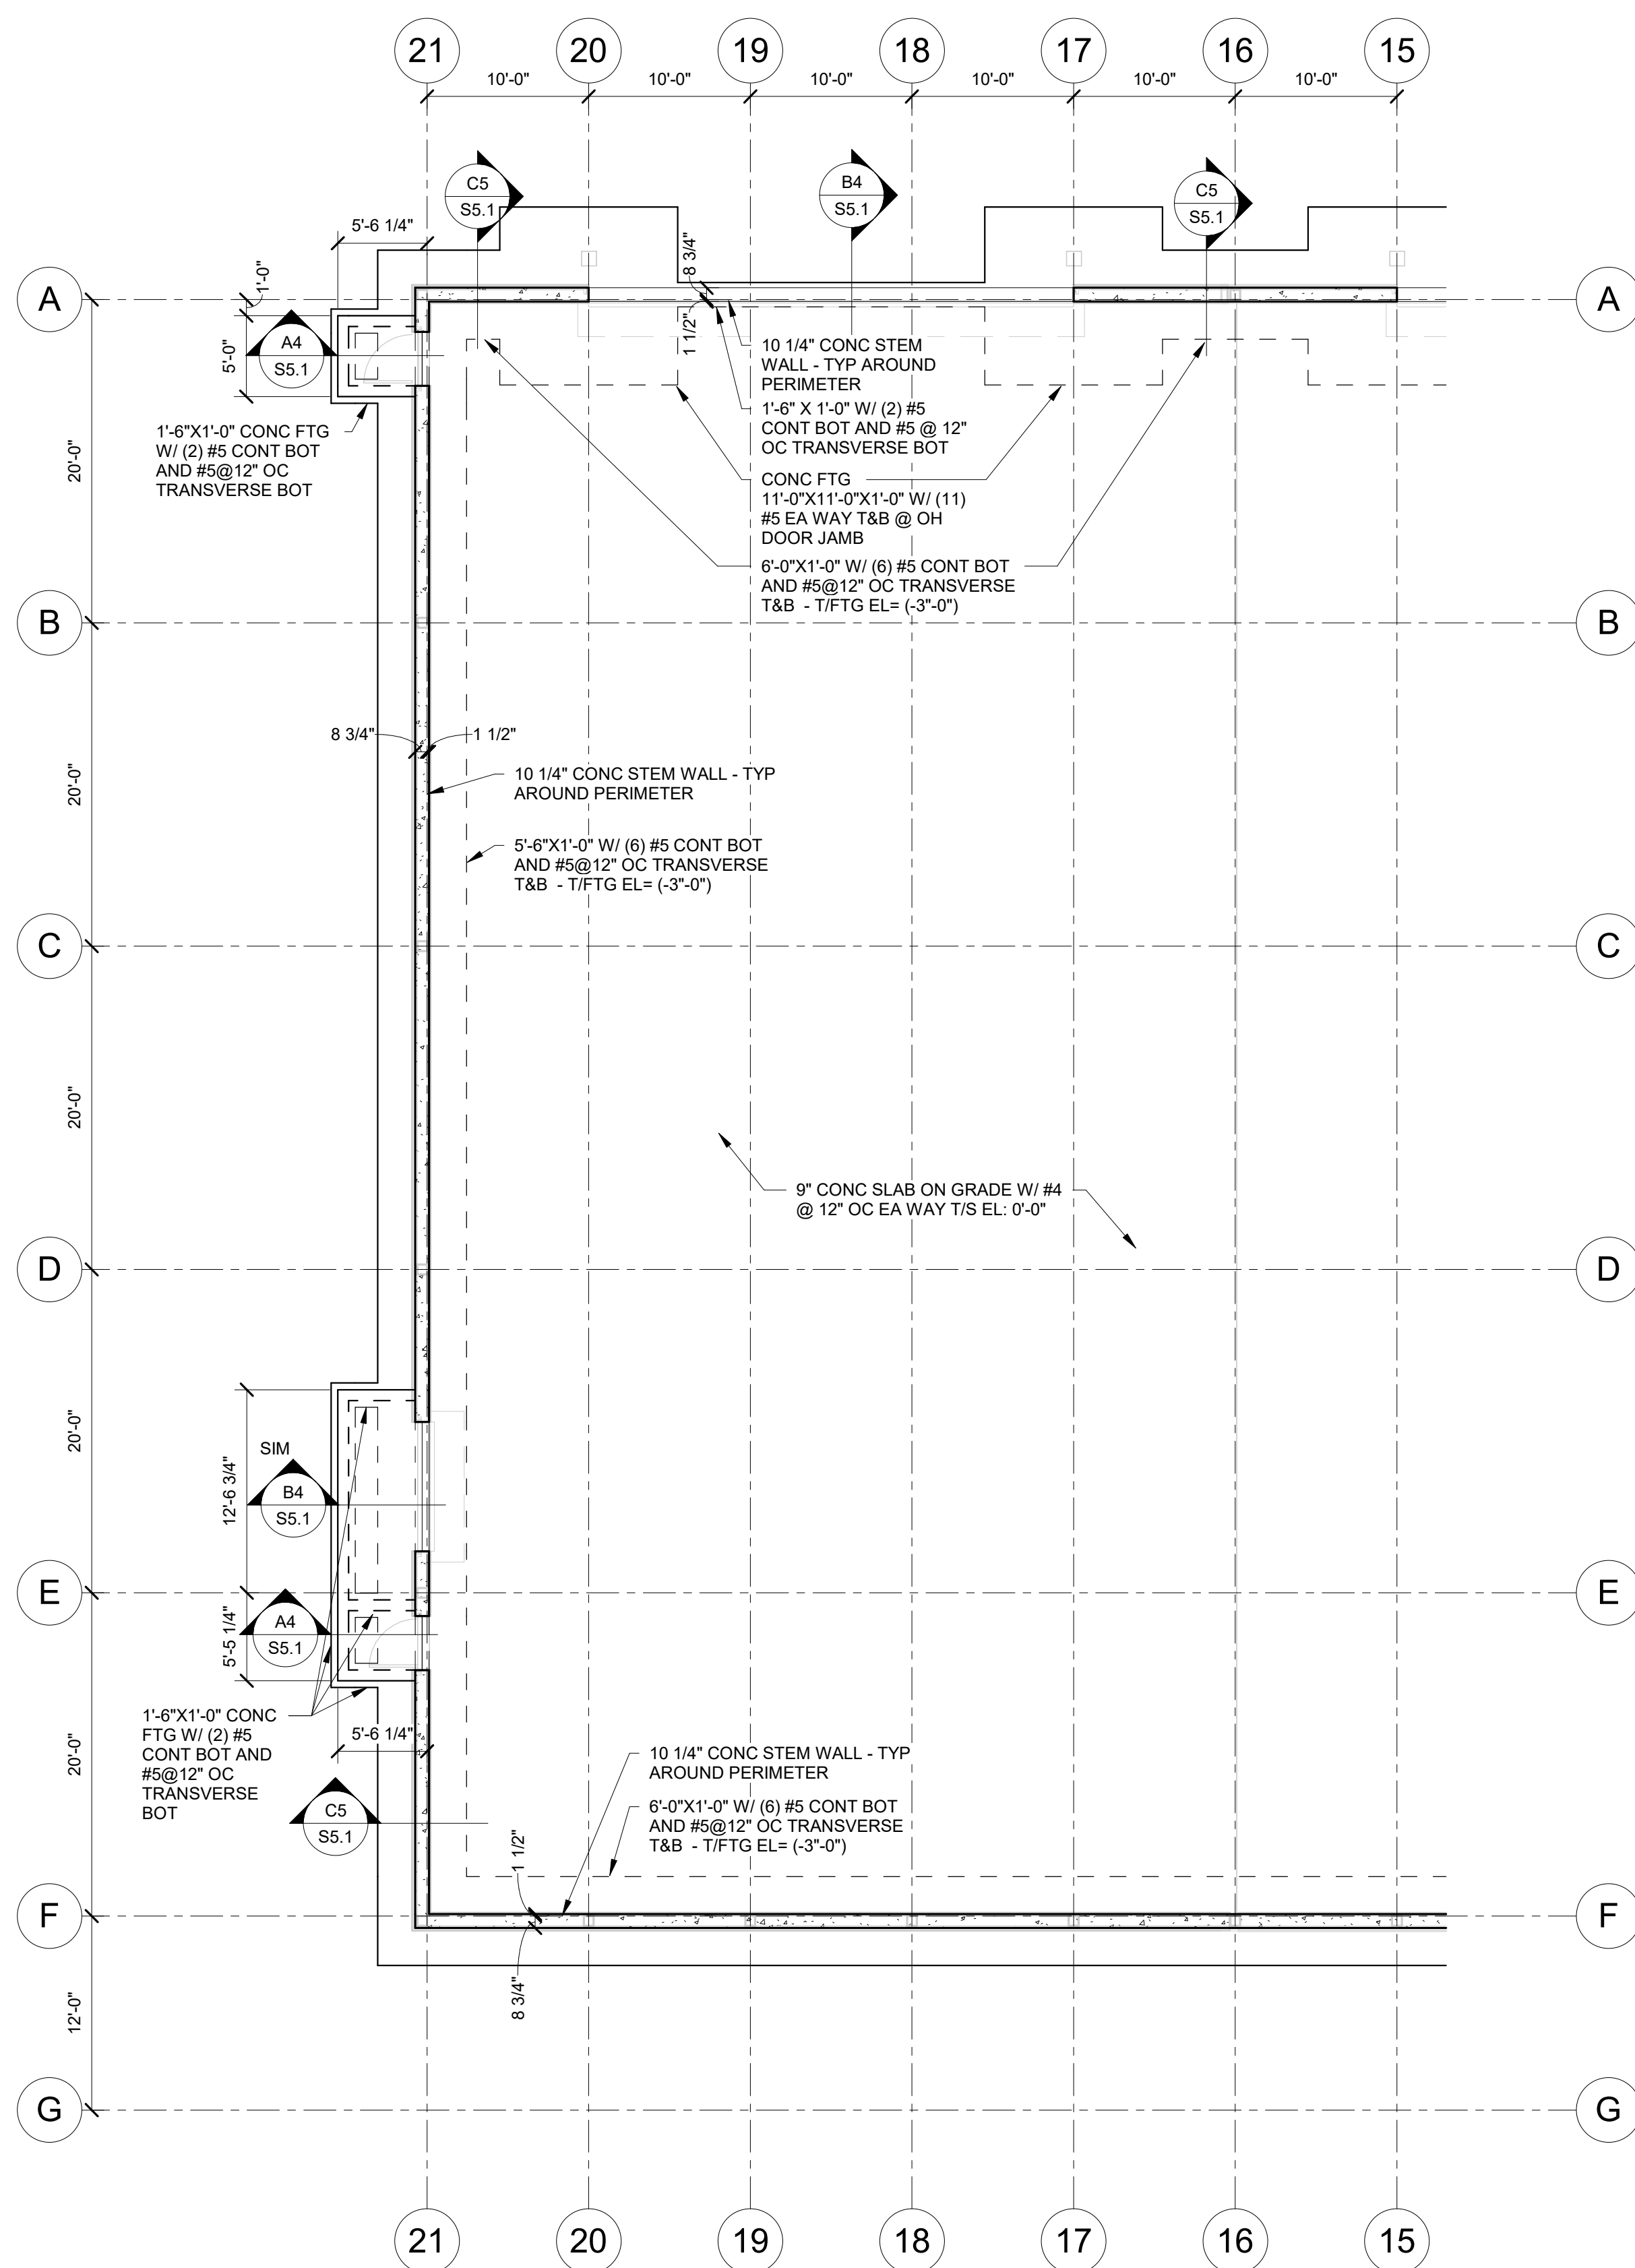 21
20
19
18
17
16
15
10'-0"
10'-0"
10'-0"
10'-0"
10'-0"
10'-0"
C5
S5.1
B4
S5.1
C5
S5.1
5'-6 1/4"
8 3/4"
1'-0"
A
A
1 1/2"
A4
S5.1
5'-0"
10 1/4" CONC STEM
WALL - TYP AROUND
PERIMETER
1'-6" X 1'-0" W/ (2) #5
CONT BOT AND #5 @ 12"
OC TRANSVERSE BOT
1'-6"X1'-0" CONC FTG
W/ (2) #5 CONT BOT
AND #5@12" OC
TRANSVERSE BOT
20'-0"
CONC FTG
11'-0"X11'-0"X1'-0" W/ (11)
#5 EA WAY T&B @ OH
DOOR JAMB
6'-0"X1'-0" W/ (6) #5 CONT BOT
AND #5@12" OC TRANSVERSE
T&B - T/FTG EL= (-3"-0")
B
B
8 3/4"
1 1/2"
20'-0"
10 1/4" CONC STEM WALL - TYP
AROUND PERIMETER
5'-6"X1'-0" W/ (6) #5 CONT BOT
AND #5@12" OC TRANSVERSE
T&B - T/FTG EL= (-3"-0")
C
C
20'-0"
9" CONC SLAB ON GRADE W/ #4
@ 12" OC EA WAY T/S EL: 0'-0"
D
D
20'-0"
SIM
B4
S5.1
12'-6 3/4"
E
E
A4
S5.1
5'-5 1/4"
1'-6"X1'-0" CONC
FTG W/ (2) #5
CONT BOT AND
#5@12" OC
TRANSVERSE
BOT
5'-6 1/4"
20'-0"
10 1/4" CONC STEM WALL - TYP
AROUND PERIMETER
C5
S5.1
6'-0"X1'-0" W/ (6) #5 CONT BOT
AND #5@12" OC TRANSVERSE
T&B - T/FTG EL= (-3"-0")
1 1/2"
F
F
8 3/4"
12'-0"
G
G
21
20
19
18
17
16
15